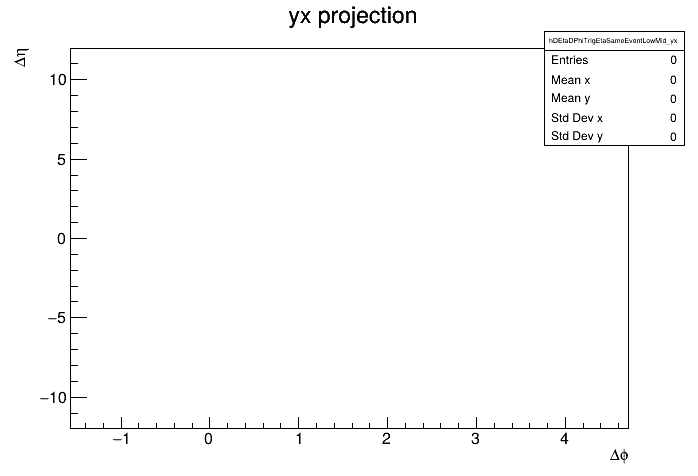 yx projection
hDEtaDPhiTrigEtaSameEventLowMid_yx
Entries 0
Mean x 0
Mean y 0
Std Dev x 0
Std Dev y 0
Δη
10
5
0
−5
−10
−1 0 1 2 3 4
Δϕ